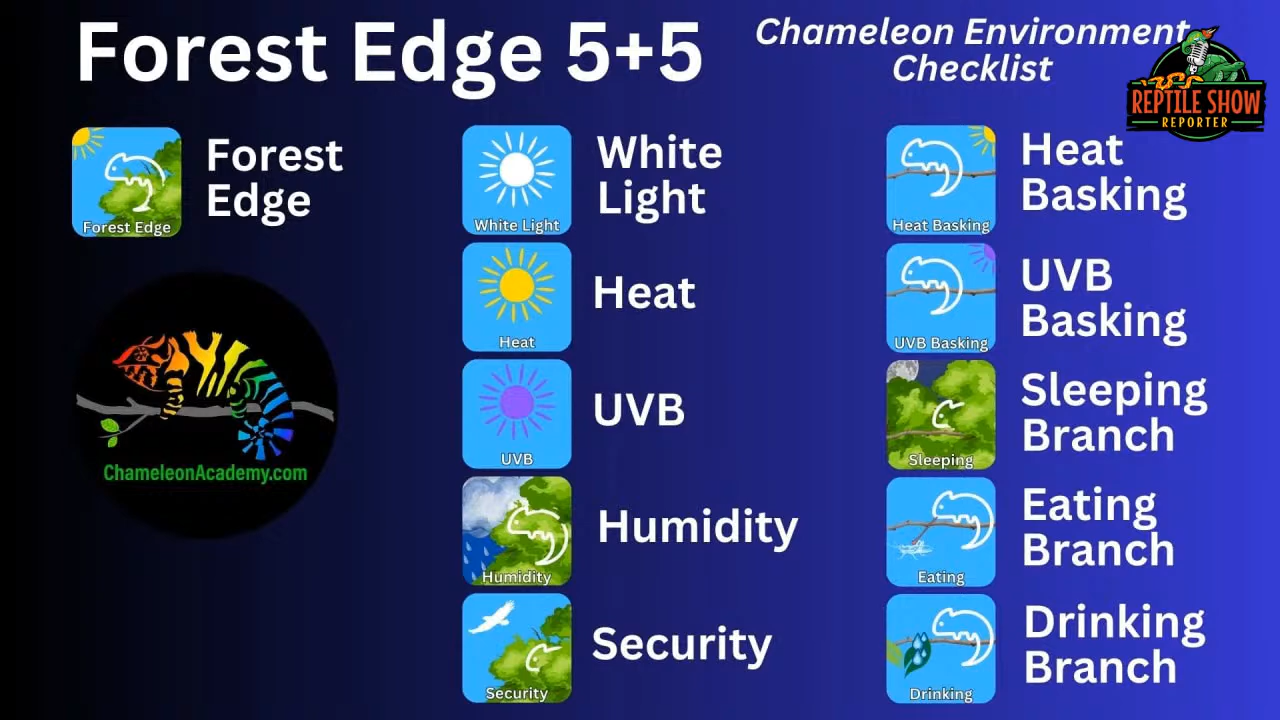 Forest Edge 5+5
Chameleon Environment
Checklist
REPTILE SHOW
REPORTER
Forest Edge
Forest
Edge
ChameleonAcademy.com
White Light
White
Light
Heat
Heat
UVB
UVB
Humidity
Humidity
Security
Security
Heat Basking
Heat
Basking
UVB Basking
UVB
Basking
Sleeping
Sleeping
Branch
Eating
Eating
Branch
Drinking
Drinking
Branch